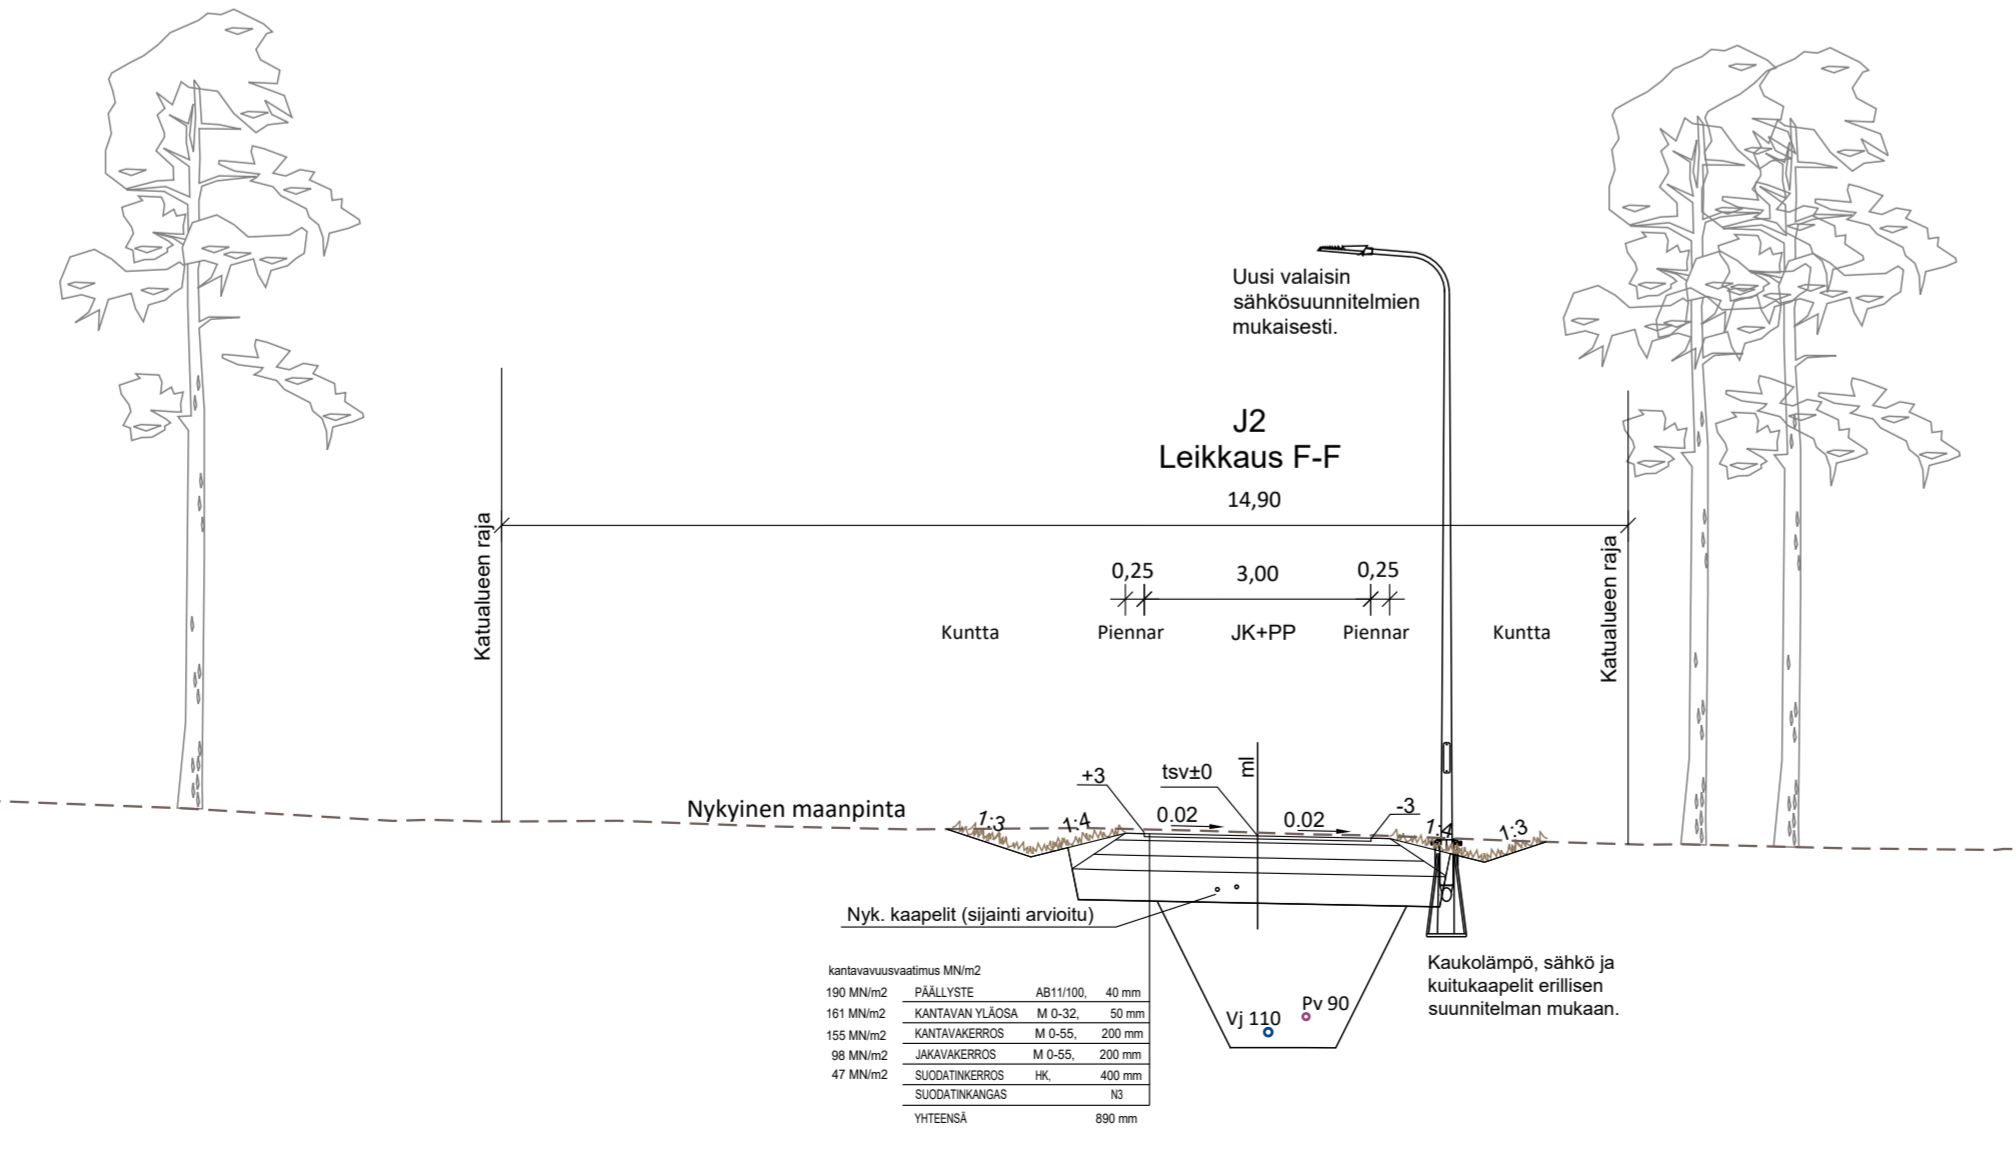 Uusi valaisin
sähkösuunnitelmien
mukaisesti.
J2
Leikkaus F-F
14,90
Katualueen raja
Katualueen raja
0,25
3,00
0,25
Kuntta
Piennar
JK+PP
Piennar
Kuntta
+3
tsv±0
ml
Nykyinen maanpinta
1:3
1:4
0.02
0.02
-3
1:4
1:3
Nyk. kaapelit (sijainti arvioitu)
Kaukolämpö, sähkö ja
kuitukaapelit erillisen
suunnitelman mukaan.
Vj 110
Pv 90
kantavavuusvaatimus MN/m2
190 MN/m2 PÄÄLLYSTE AB11/100, 40 mm
161 MN/m2 KANTAVAN YLÄOSA M 0-32, 50 mm
155 MN/m2 KANTAVAKERROS M 0-55, 200 mm
98 MN/m2 JAKAVAKERROS M 0-55, 200 mm
47 MN/m2 SUODATINKERROS HK, 400 mm
SUODATINKANGAS N3
YHTEENSÄ 890 mm